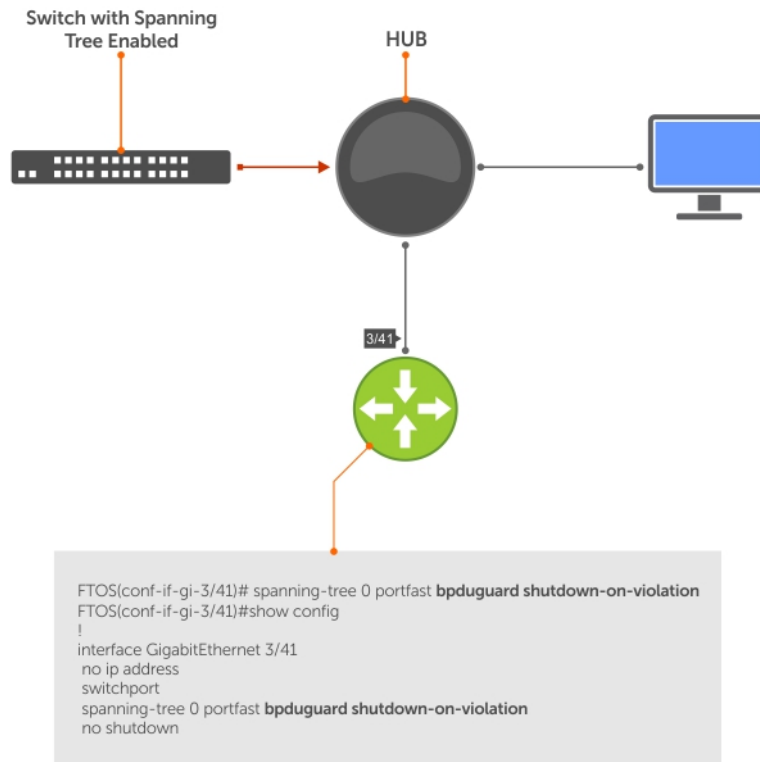 Switch with Spanning
Tree Enabled
HUB
3/41
FTOS(conf-if-gi-3/41)# spanning-tree 0 portfast bpduguard shutdown-on-violation
FTOS(conf-if-gi-3/41)#show config
!
interface GigabitEthernet 3/41
no ip address
switchport
spanning-tree 0 portfast bpduguard shutdown-on-violation
no shutdown